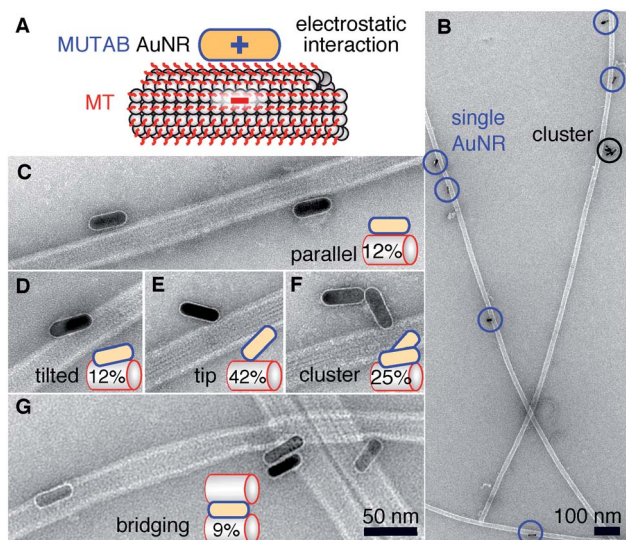 A
MUTAB AuNR
electrostatic
interaction
+
MT
−
B
single
AuNR
cluster
100 nm
C
parallel
12%
D
tilted
12%
E
tip
42%
F
cluster
25%
G
bridging
9%
50 nm